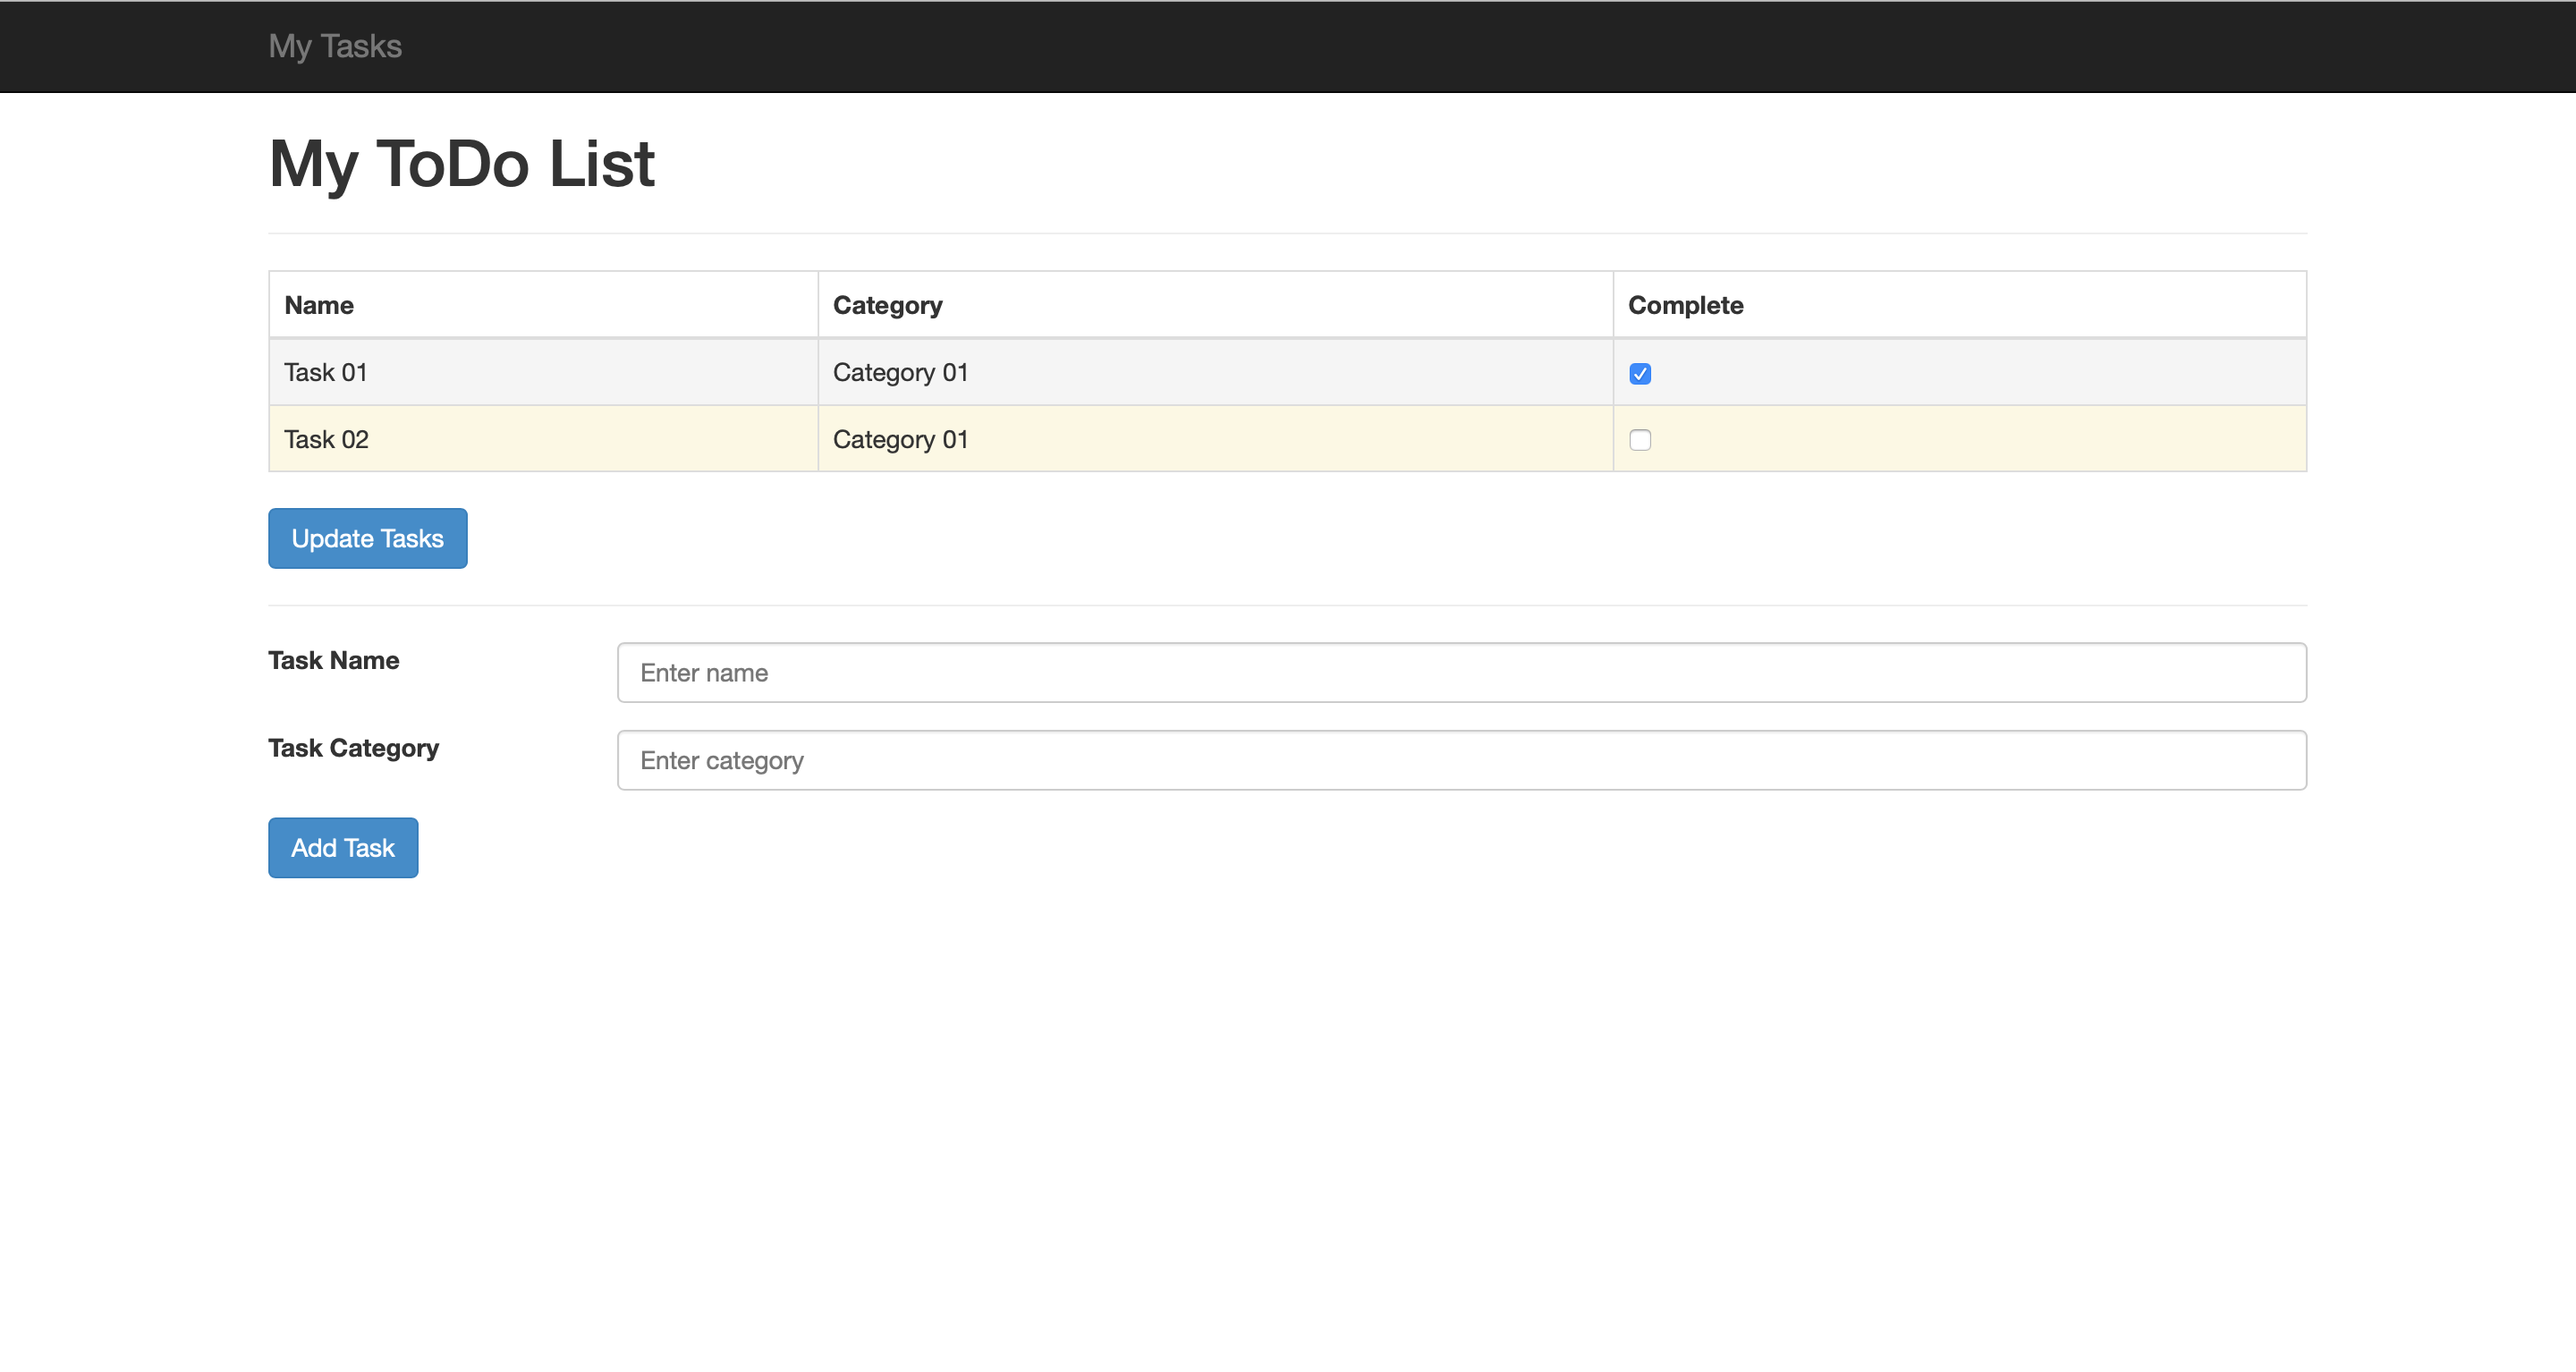 My Tasks
My ToDo List
Name Category Complete
Task 01 Category 01
Task 02 Category 01
Update Tasks
Task Name Enter name
Task Category Enter category
Add Task